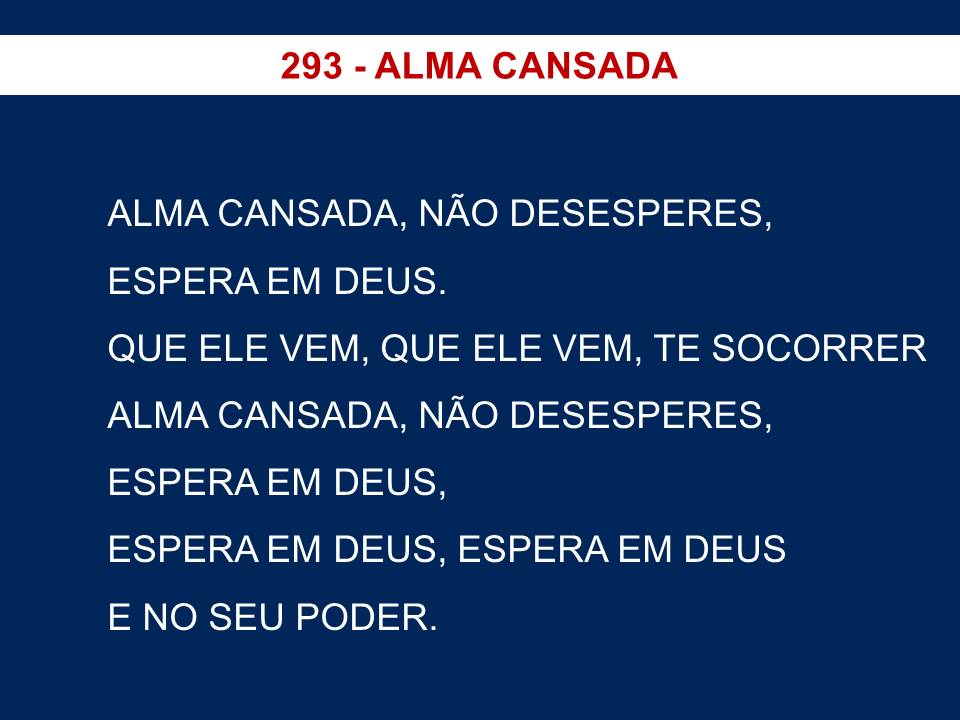 293 - ALMA CANSADA
ALMA CANSADA, NÃO DESESPERES,
ESPERA EM DEUS.
QUE ELE VEM, QUE ELE VEM, TE SOCORRER
ALMA CANSADA, NÃO DESESPERES,
ESPERA EM DEUS,
ESPERA EM DEUS, ESPERA EM DEUS
E NO SEU PODER.